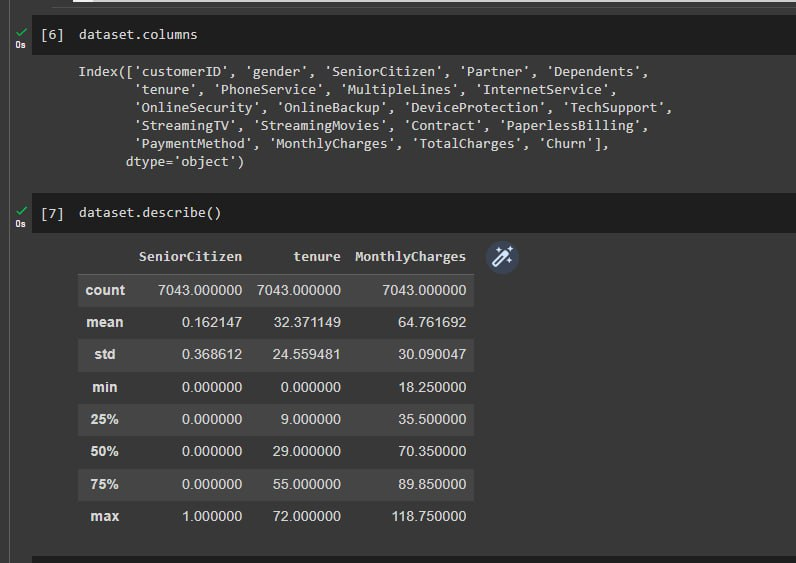 [6] dataset.columns
0s
Index(['customerID', 'gender', 'SeniorCitizen', 'Partner', 'Dependents',
'tenure', 'PhoneService', 'MultipleLines', 'InternetService',
'OnlineSecurity', 'OnlineBackup', 'DeviceProtection', 'TechSupport',
'StreamingTV', 'StreamingMovies', 'Contract', 'PaperlessBilling',
'PaymentMethod', 'MonthlyCharges', 'TotalCharges', 'Churn'],
dtype='object')
[7] dataset.describe()
0s
SeniorCitizen tenure MonthlyCharges
count 7043.000000 7043.000000 7043.000000
mean 0.162147 32.371149 64.761692
std 0.368612 24.559481 30.090047
min 0.000000 0.000000 18.250000
25% 0.000000 9.000000 35.500000
50% 0.000000 29.000000 70.350000
75% 0.000000 55.000000 89.850000
max 1.000000 72.000000 118.750000